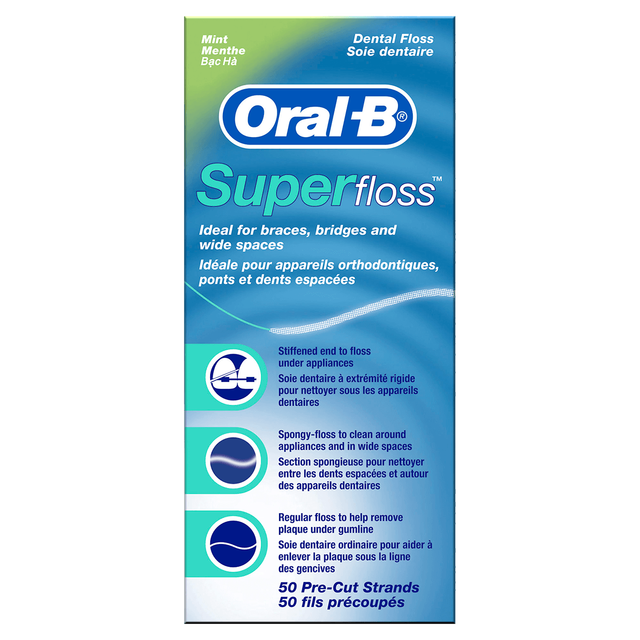 Mint
Menthe
Bạc Hà
Dental Floss
Soie dentaire
Oral-B®
Superfloss™
Ideal for braces, bridges and
wide spaces
Idéale pour appareils orthodontiques,
ponts et dents espacées
Stiffened end to floss
under appliances
Soie dentaire à extrémité rigide
pour nettoyer sous les appareils
dentaires
Spongy-floss to clean around
appliances and in wide spaces
Section spongieuse pour nettoyer
entre les dents espacées et autour
des appareils dentaires
Regular floss to help remove
plaque under gumline
Soie dentaire ordinaire pour aider à
enlever la plaque sous la ligne
des gencives
50 Pre-Cut Strands
50 fils précoupés